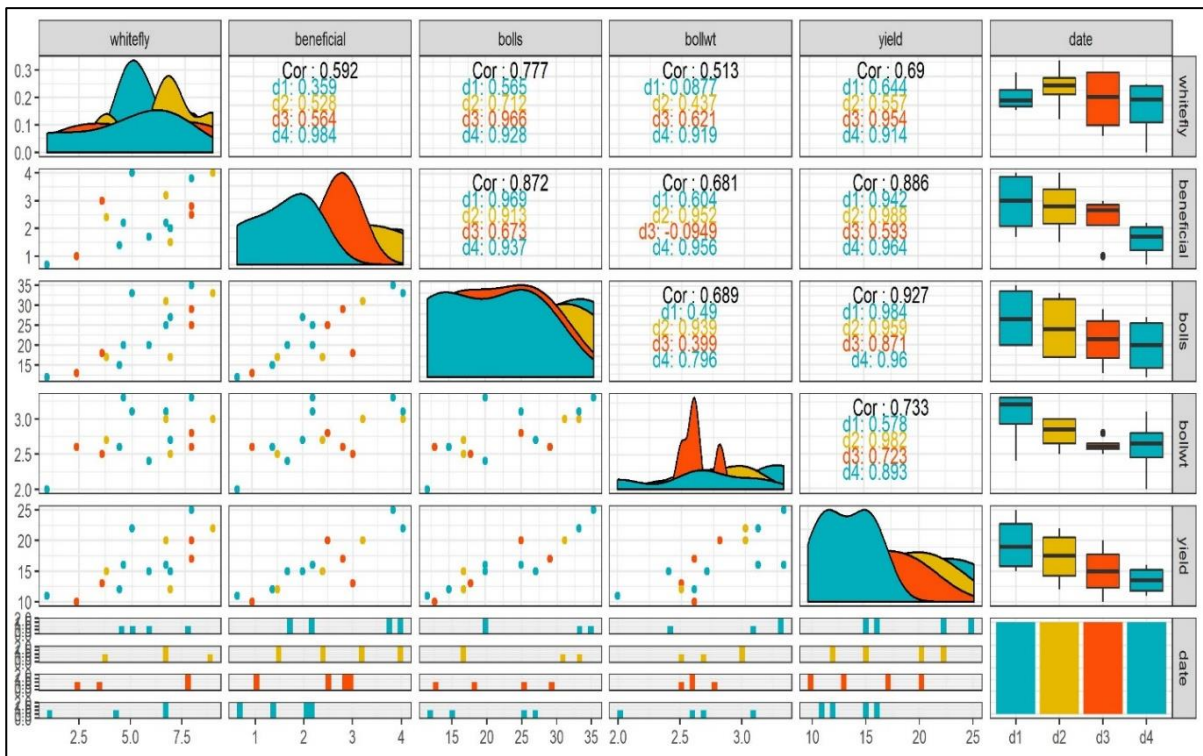 whitefly beneficial bolls bollwt yield date
0.3
0.2
0.1
0.0
Cor : 0.592
d1: 0.359
d2: 0.528
d3: 0.564
d4: 0.984
Cor : 0.777
d1: 0.565
d2: 0.712
d3: 0.966
d4: 0.928
Cor : 0.513
d1: 0.0877
d2: 0.437
d3: 0.621
d4: 0.919
Cor : 0.69
d1: 0.644
d2: 0.557
d3: 0.954
d4: 0.914
whitefly
4
3
2
1
Cor : 0.872
d1: 0.969
d2: 0.913
d3: 0.673
d4: 0.937
Cor : 0.681
d1: 0.604
d2: 0.952
d3: -0.0949
d4: 0.956
Cor : 0.886
d1: 0.942
d2: 0.988
d3: 0.593
d4: 0.964
beneficial
35
30
25
20
15
Cor : 0.689
d1: 0.49
d2: 0.939
d3: 0.399
d4: 0.796
Cor : 0.927
d1: 0.984
d2: 0.959
d3: 0.871
d4: 0.96
bolls
3.0
2.5
2.0
Cor : 0.733
d1: 0.578
d2: 0.982
d3: 0.723
d4: 0.893
bollwt
25
20
15
10
yield
date
2.5 5.0 7.5 1 2 3 4 15 20 25 30 35 2.0 2.5 3.0 10 15 20 25 d1 d2 d3 d4